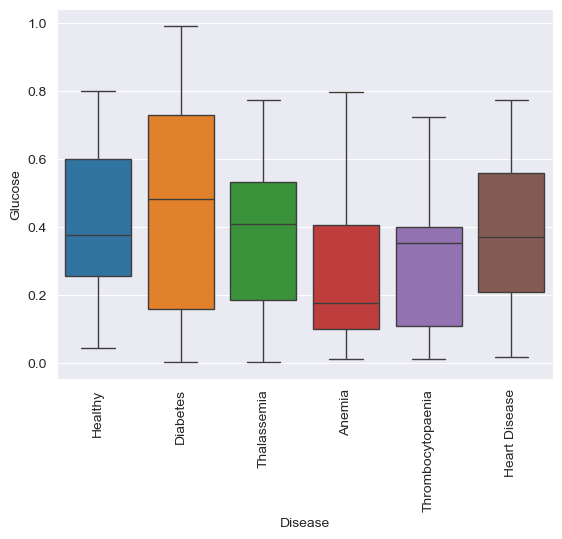 1.0
0.8
0.6
0.4
0.2
0.0
Glucose
Healthy
Diabetes
Thalassemia
Anemia
Thrombocytopaenia
Heart Disease
Disease